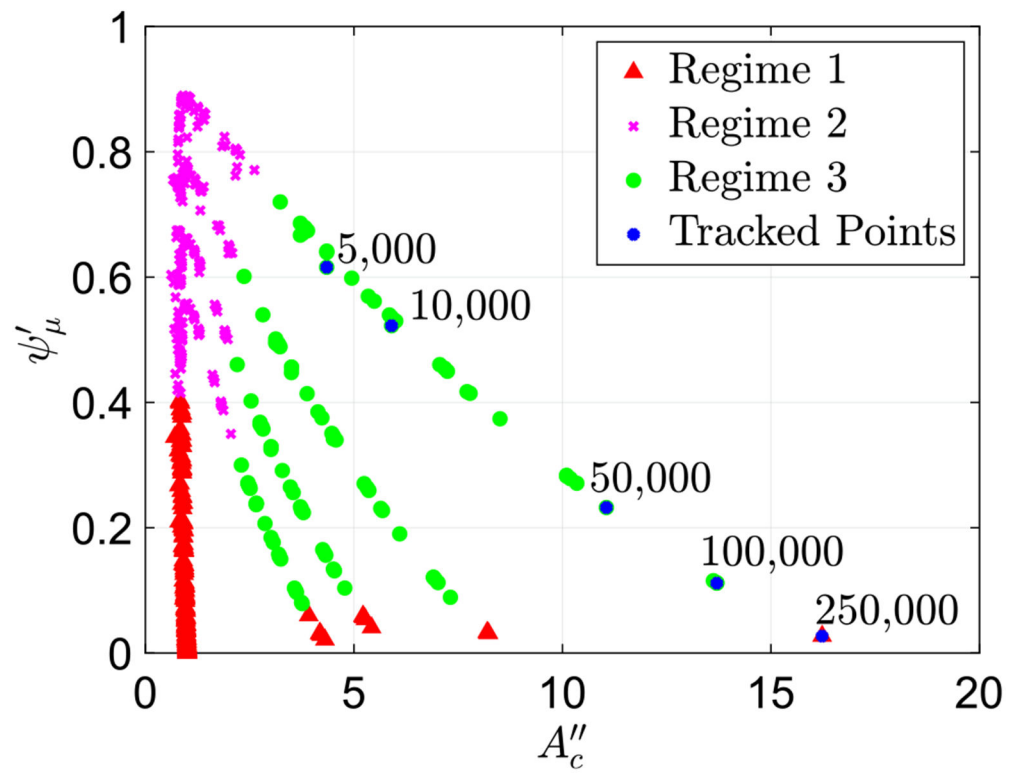 1
0.8
0.6
0.4
0.2
0
ψ′μ
Regime 1
Regime 2
Regime 3
Tracked Points
5,000
10,000
50,000
100,000
250,000
0 5 10 15 20
A″c